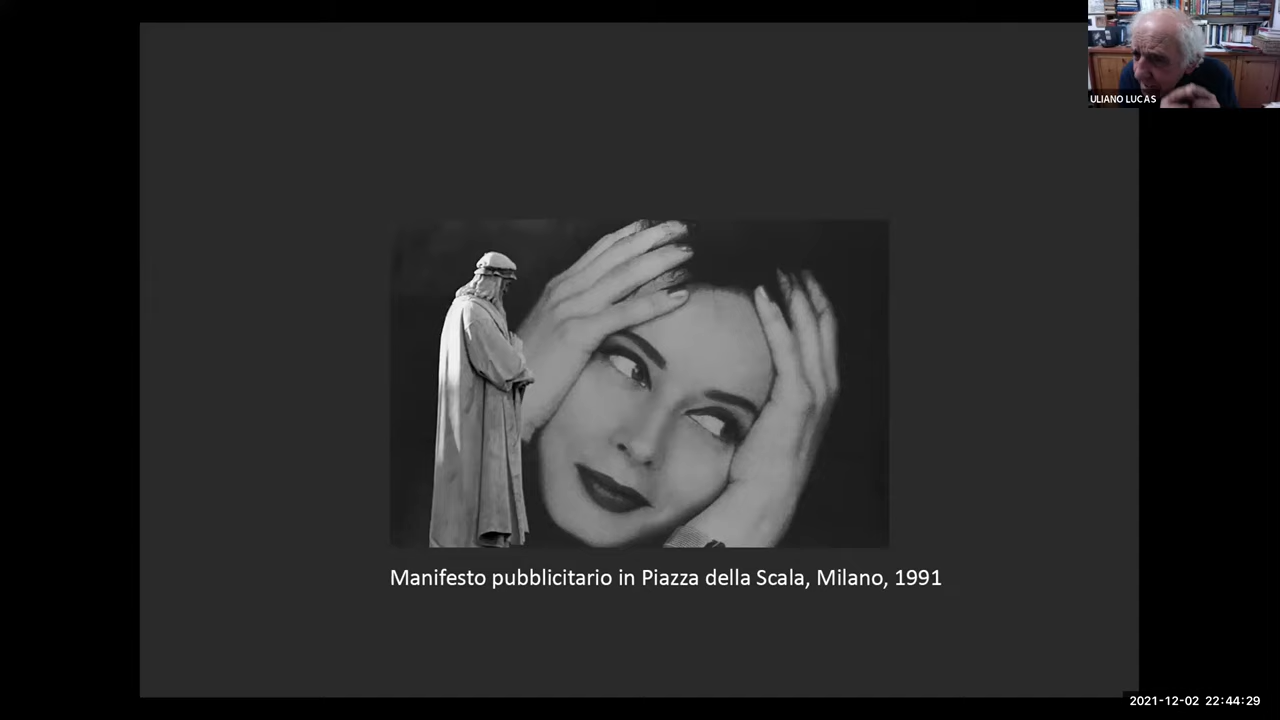 ULIANO LUCAS
Manifesto pubblicitario in Piazza della Scala, Milano, 1991
2021-12-02 22:44:29